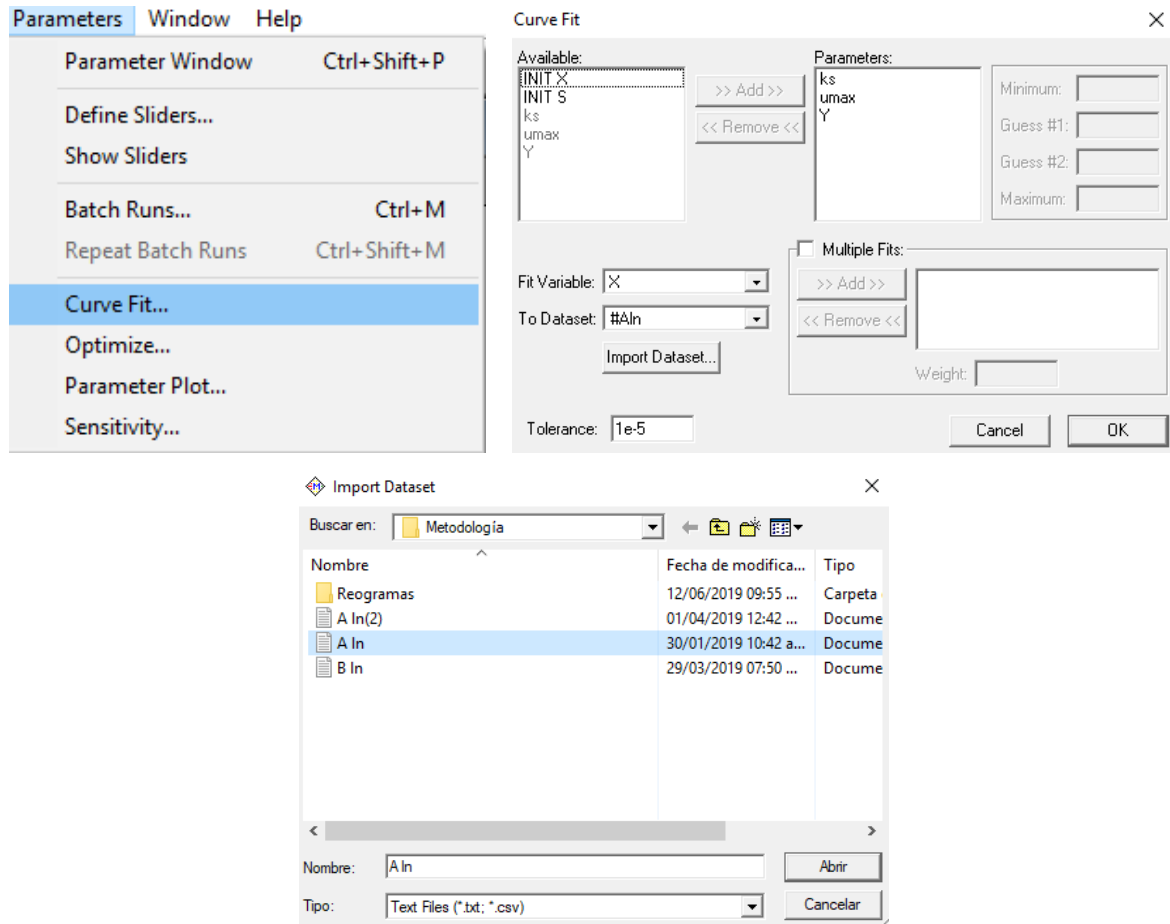 Parameters Window Help
Parameter Window Ctrl+Shift+P
Define Sliders...
Show Sliders
Batch Runs... Ctrl+M
Repeat Batch Runs Ctrl+Shift+M
Curve Fit...
Optimize...
Parameter Plot...
Sensitivity...
Curve Fit
Available:
INIT X
INIT S
ks
umax
Y
>> Add >>
<< Remove <<
Parameters:
ks
umax
Y
Minimum:
Guess #1:
Guess #2:
Maximum:
Fit Variable: X
To Dataset: #AIn
Import Dataset...
Multiple Fits:
>> Add >>
<< Remove <<
Weight:
Tolerance: 1e-5
Cancel OK
Import Dataset
Buscar en: Metodología
Nombre Fecha de modifica... Tipo
Reogramas 12/06/2019 09:55 ... Carpeta
A In(2) 01/04/2019 12:42 ... Docume
A In 30/01/2019 10:42 a... Docume
B In 29/03/2019 07:50 ... Docume
Nombre: A In Abrir
Tipo: Text Files (*.txt; *.csv) Cancelar